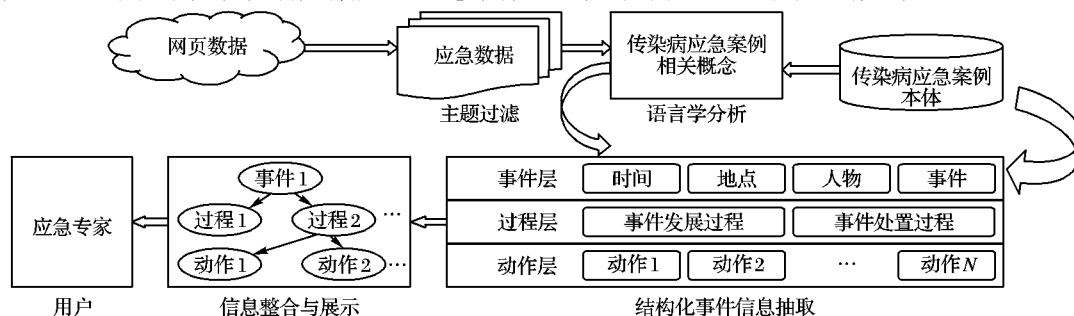 网页数据
应急数据
主题过滤
传染病应急案例
相关概念
语言学分析
传染病应急案例
本体
应急专家
用户
事件1
过程1
过程2
…
动作1
动作2
…
信息整合与展示
事件层
时间
地点
人物
事件
过程层
事件发展过程
事件处置过程
动作层
动作1
动作2
…
动作N
结构化事件信息抽取